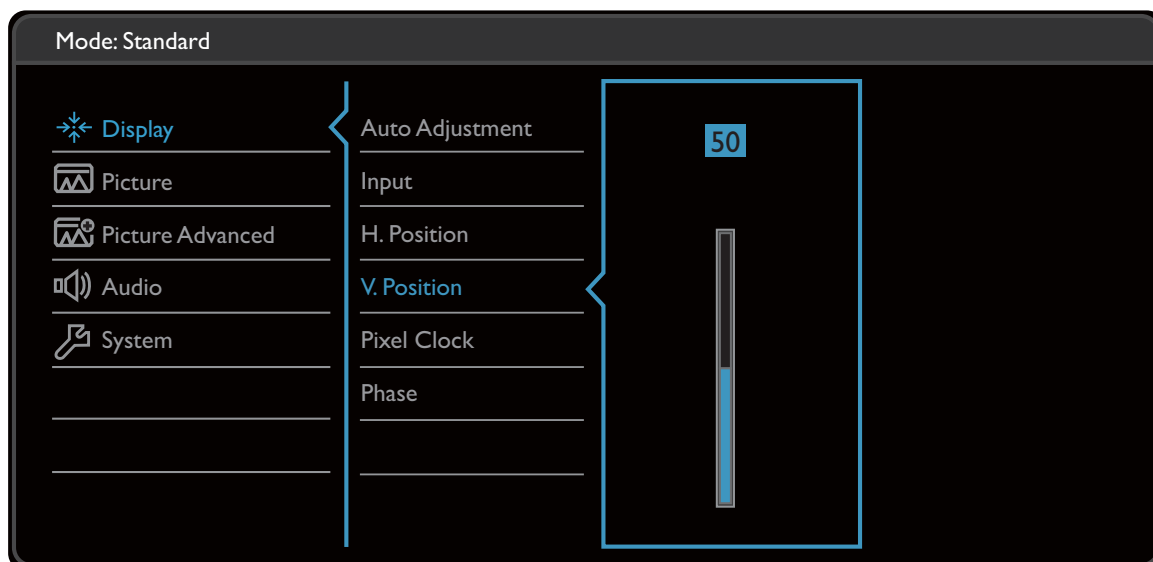 Mode: Standard
Display
Picture
Picture Advanced
Audio
System
Auto Adjustment
Input
H. Position
V. Position
Pixel Clock
Phase
50